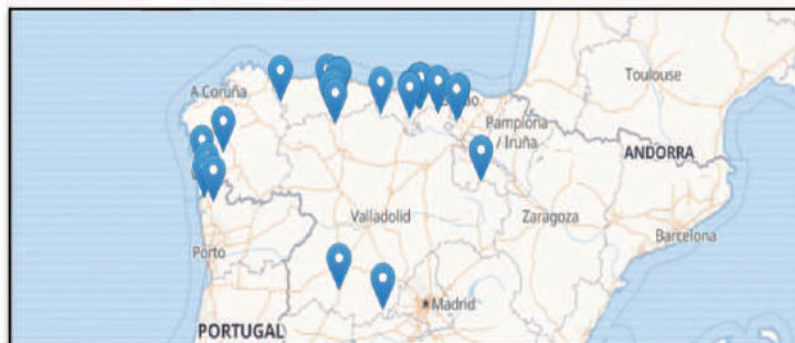 Toulouse
A Coruña
Pamplona
/ Iruña
ANDORRA
Valladolid
Zaragoza
Barcelona
Porto
Madrid
PORTUGAL